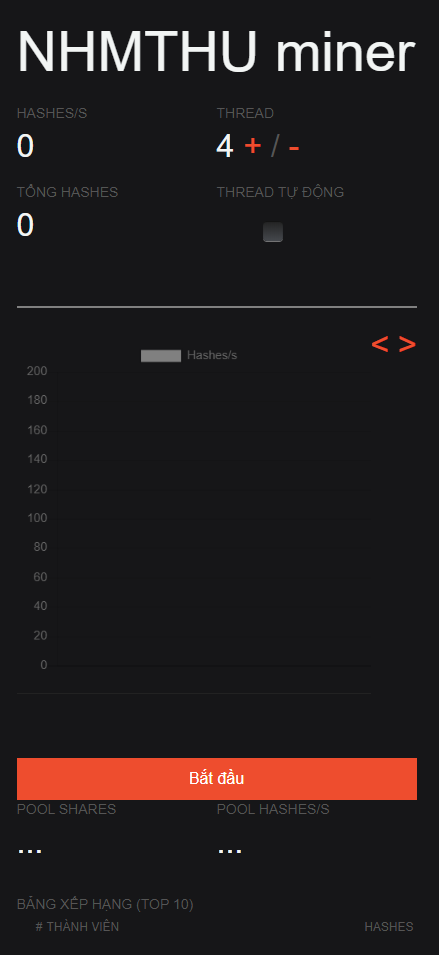 NHMTHU miner
HASHES/S THREAD
0 4 + / -
TỔNG HASHES THREAD TỰ ĐỘNG
0
< >
Hashes/s
200
180
160
140
120
100
80
60
40
20
0
Bắt đầu
POOL SHARES POOL HASHES/S
... ...
BẢNG XẾP HẠNG (TOP 10)
# THÀNH VIÊN HASHES